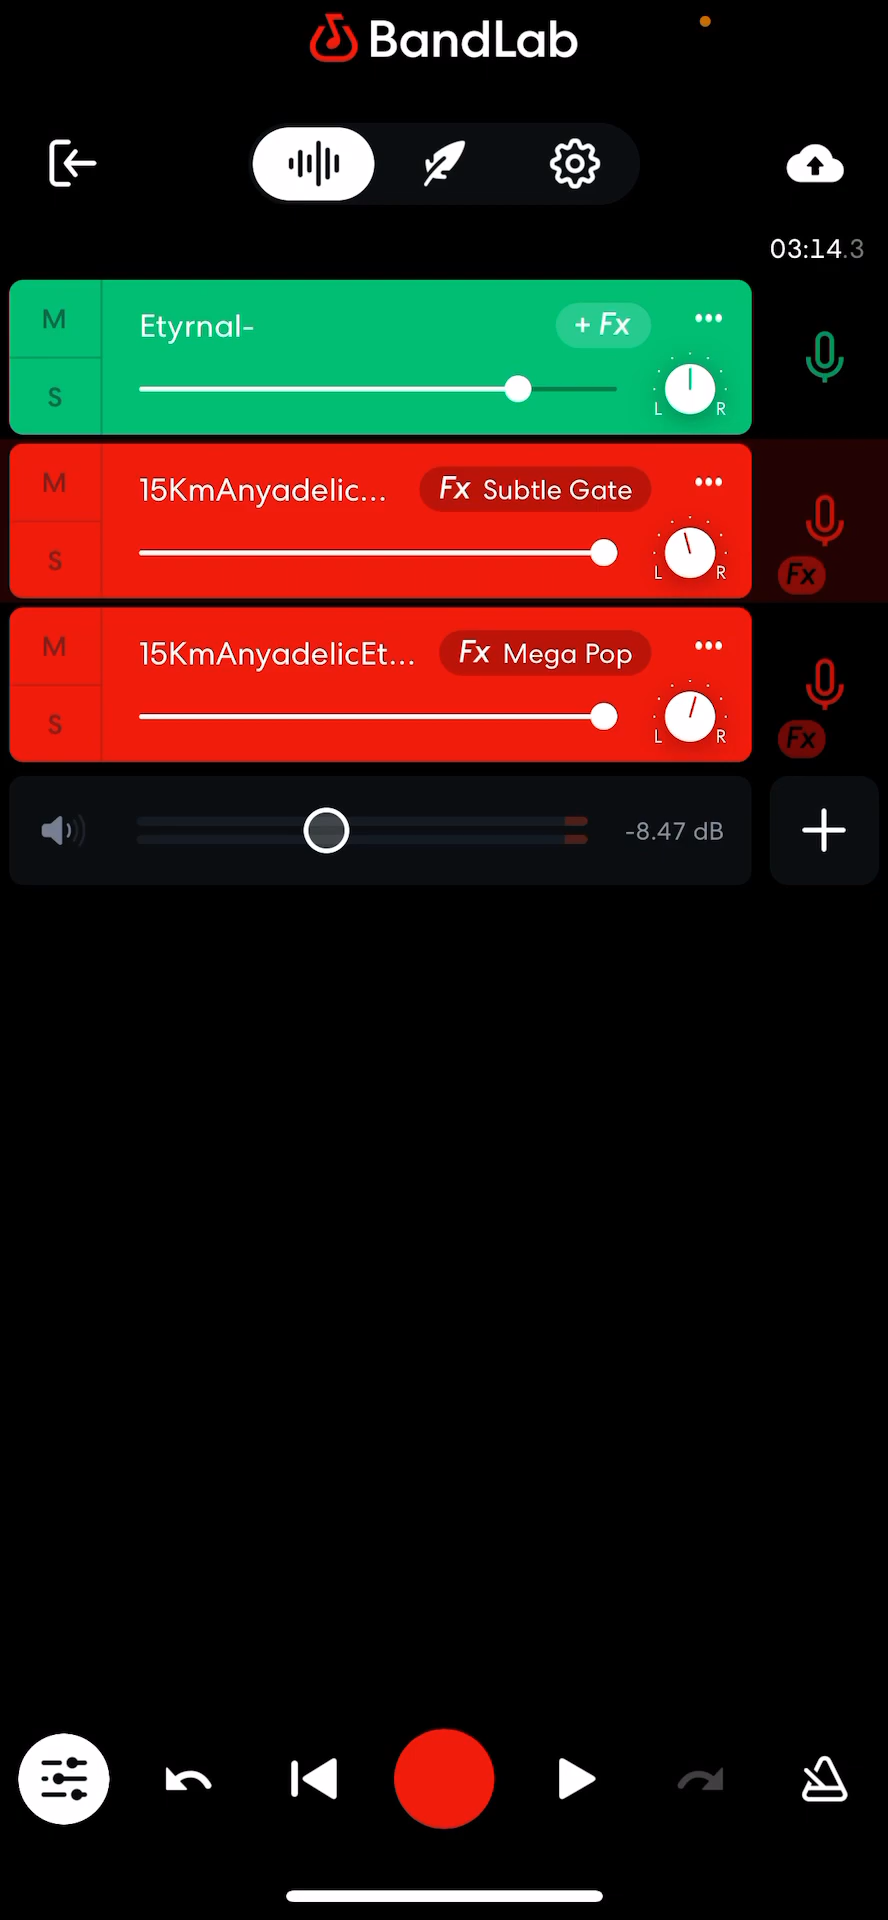 BandLab
03:14.3
M
Etyrnal-
+ Fx
S
L R
M
15KmAnyadelic...
Fx Subtle Gate
S
L R
Fx
M
15KmAnyadelicEt...
Fx Mega Pop
S
L R
Fx
-8.47 dB